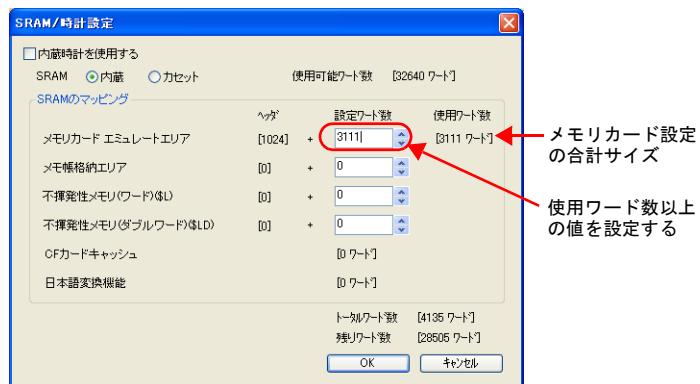 SRAM/時計設定
内蔵時計を使用する
SRAM 内蔵 カセット 使用可能ワード数 [32640 ワード]
SRAMのマッピング
ヘッダ 設定ワード数 使用ワード数
メモリカード エミュレートエリア [1024] + 3111 [3111 ワード]
メモ帳格納エリア [0] + 0
不揮発性メモリ(ワード)($L) [0] + 0
不揮発性メモリ(ダブルワード)($LD) [0] + 0
CFカードキャッシュ [0 ワード]
日本語変換機能 [0 ワード]
トータルワード数 [4135 ワード]
残りワード数 [28505 ワード]
OK キャンセル
メモリカード設定
の合計サイズ
使用ワード数以上
の値を設定する